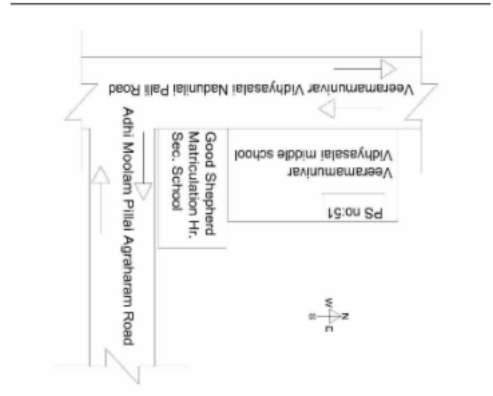 Veeramamunivar Vidhyasalai Nadunilai Palli Road
Adhi Moolam Pillai Agraharam Road
Good Shepherd
Matriculation Hr.
Sec. School
Veeramamunivar
Vidhyasalai middle school
PS no:51
W
S
N
E